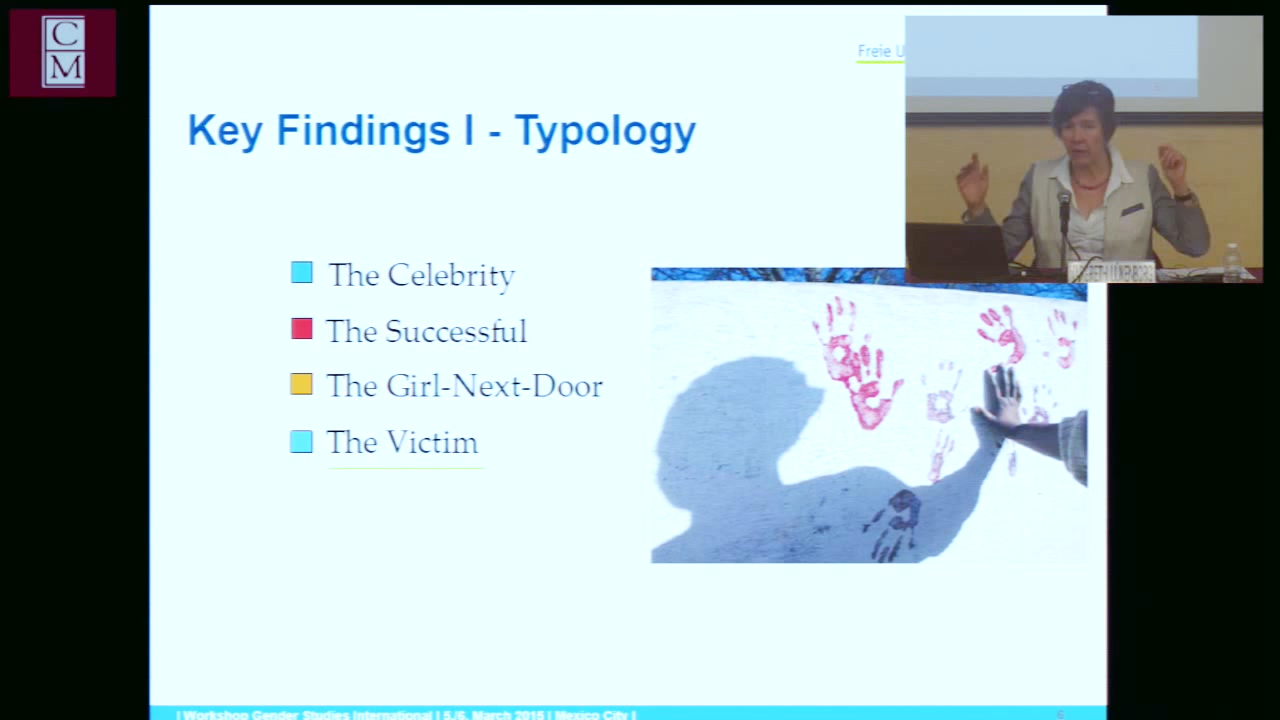 C
M
Freie U
Key Findings I - Typology
The Celebrity
The Successful
The Girl-Next-Door
The Victim
| Workshop Gender Studies International | 5./6. March 2015 | Mexico City |
6